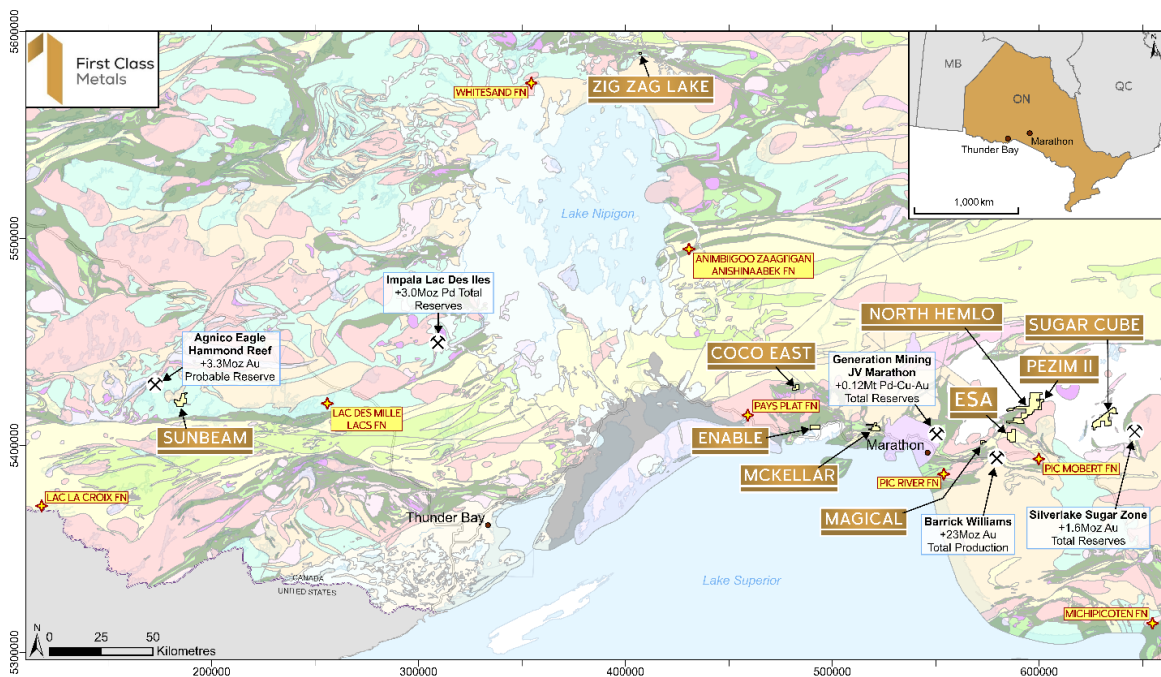 5600000
5500000
5400000
5300000
First Class
Metals
WHITESAND FN
ZIG ZAG LAKE
N
MB
ON
QC
Marathon
Thunder Bay
1,000 km
Lake Nipigon
ANIMBIIGOO ZAAGI'IGAN
ANISHINAABEK FN
Impala Lac Des Iles
+3.0Moz Pd Total
Reserves
Agnico Eagle
Hammond Reef
+3.3Moz Au
Probable Reserve
SUNBEAM
LAC DES MILLE
LACS FN
LAC LA CROIX FN
NORTH HEMLO
SUGAR CUBE
COCO EAST
Generation Mining
JV Marathon
+0.12Mt Pd-Cu-Au
Total Reserves
PEZIM II
ESA
PAYS PLAT FN
ENABLE
Marathon
MCKELLAR
PIC MOBERT FN
PIC RIVER FN
MAGICAL
Barrick Williams
+23Moz Au
Total Production
Silverlake Sugar Zone
+1.6Moz Au
Total Reserves
Thunder Bay
CANADA
UNITED STATES
Lake Superior
MICHIPICOTEN FN
N
0 25 50
Kilometres
200000 300000 400000 500000 600000